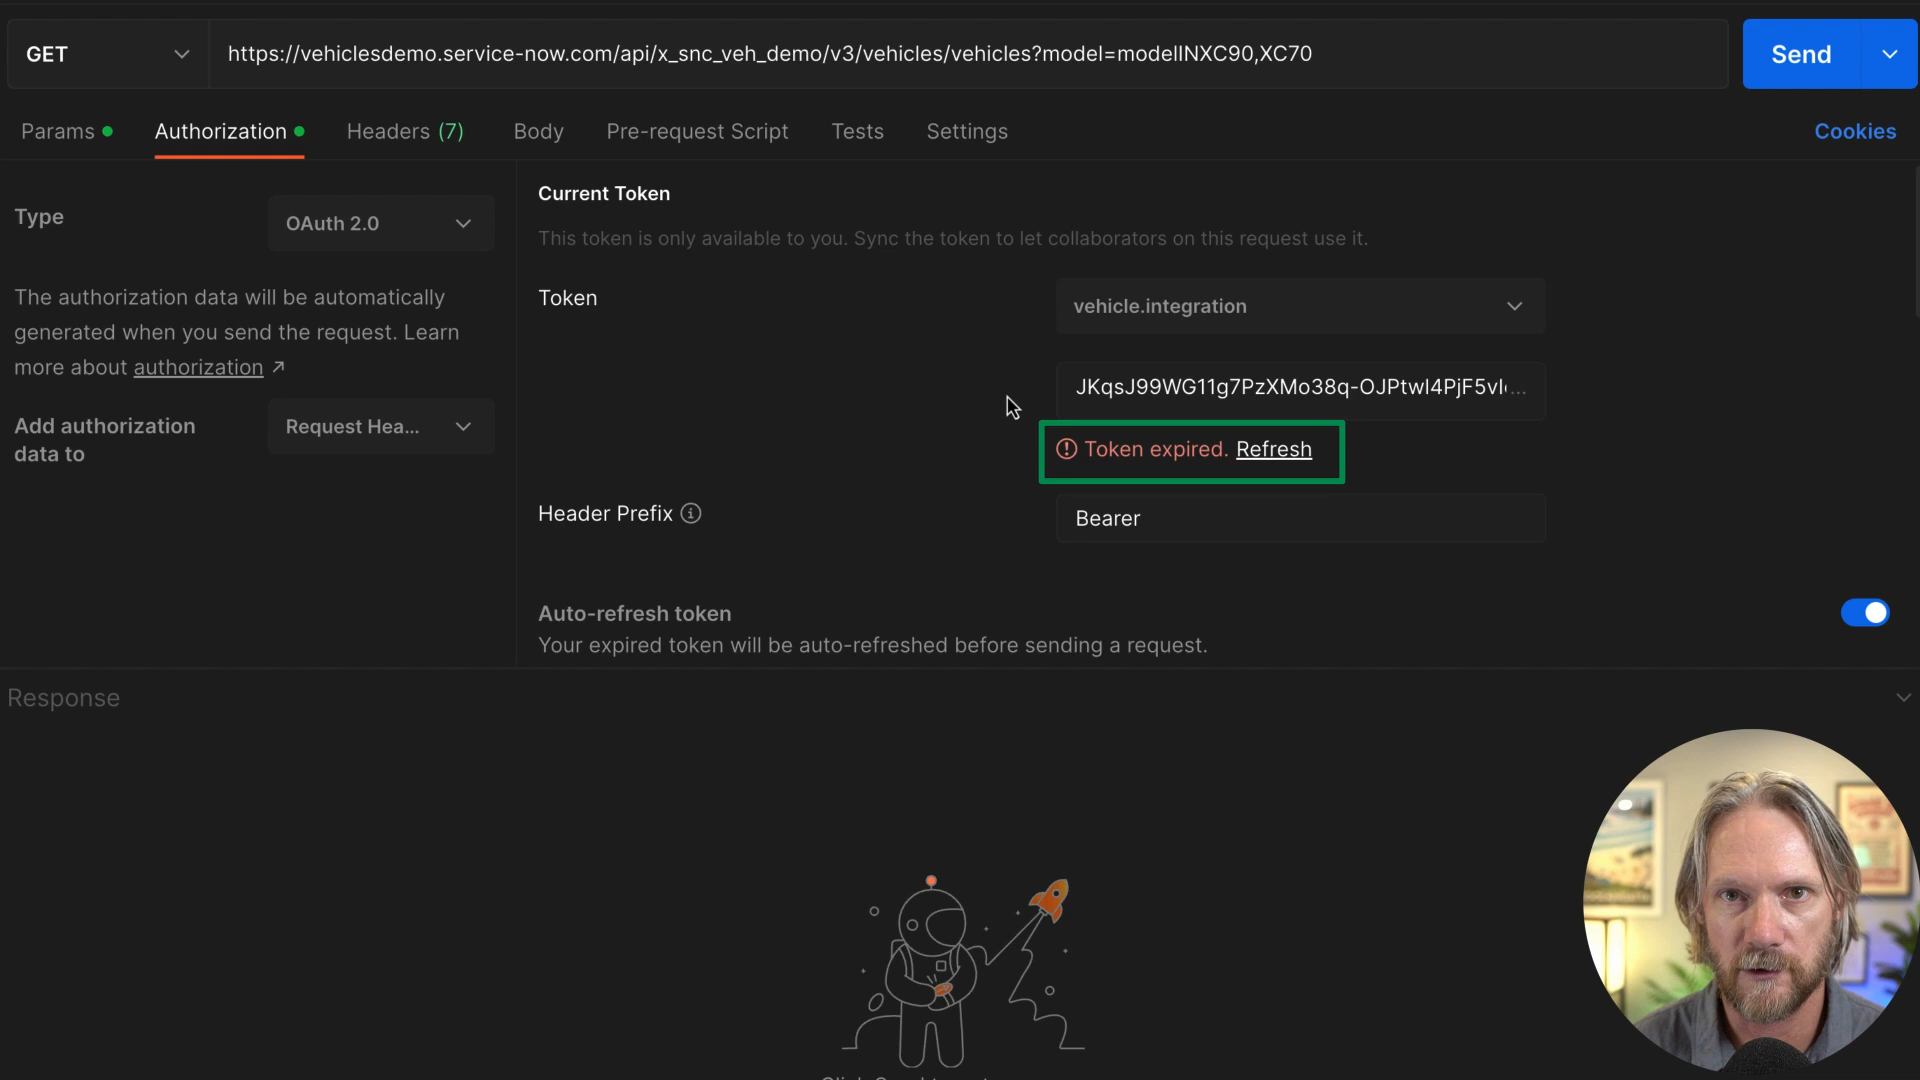 GET
https://vehiclesdemo.service-now.com/api/x_snc_veh_demo/v3/vehicles/vehicles?model=modelINXC90,XC70
Send
Params
Authorization
Headers (7)
Body
Pre-request Script
Tests
Settings
Cookies
Type
OAuth 2.0
The authorization data will be automatically
generated when you send the request. Learn
more about authorization ↗
Add authorization
data to
Request Hea...
Current Token
This token is only available to you. Sync the token to let collaborators on this request use it.
Token
vehicle.integration
JKqsJ99WG11g7PzXMo38q-OJPtwI4PjF5vI...
Token expired. Refresh
Header Prefix
Bearer
Auto-refresh token
Your expired token will be auto-refreshed before sending a request.
Response